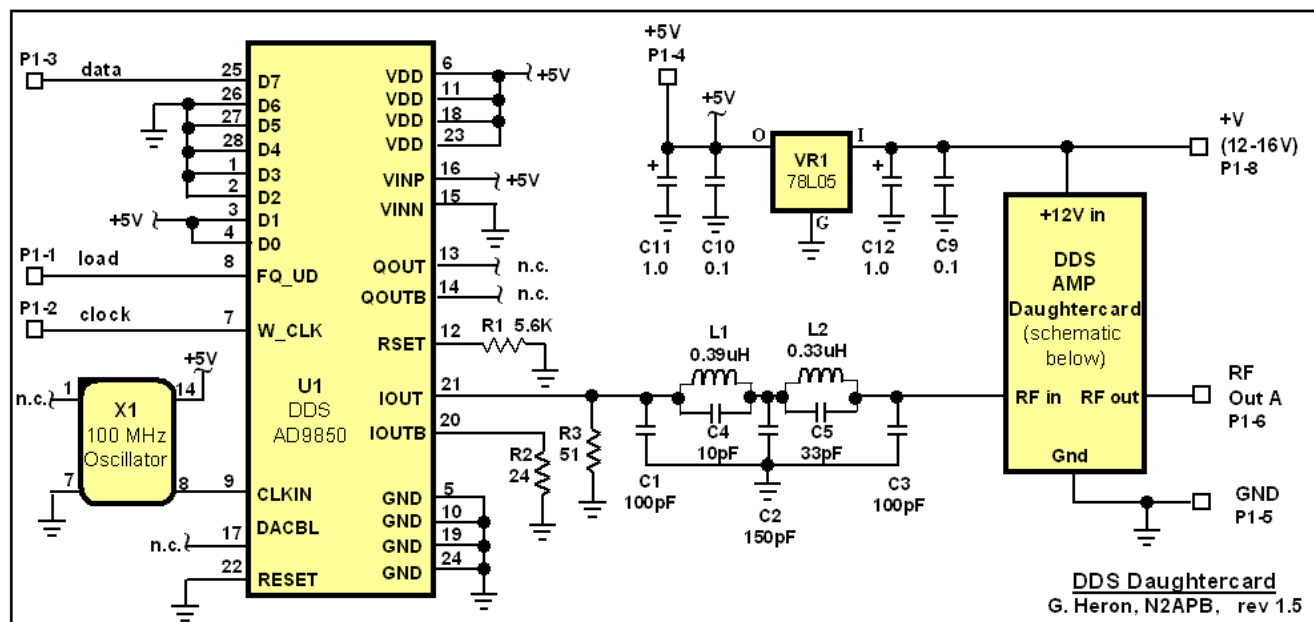 P1-3
data
25
D7
26
D6
27
D5
28
D4
1
D3
2
D2
3
D1
+5V
4
D0
P1-1
load
8
FQ_UD
P1-2
clock
7
W_CLK
+5V
n.c.
1
14
X1
100 MHz
Oscillator
7
8
9
CLKIN
n.c.
17
DACBL
22
RESET
U1
DDS
AD9850
VDD
6
+5V
VDD
11
VDD
18
VDD
23
VINP
16
+5V
VINN
15
QOUT
13
n.c.
QOUTB
14
n.c.
RSET
12
R1 5.6K
IOUT
21
IOUTB
20
R2
24
GND
5
GND
10
GND
19
GND
24
R3
51
C1
100pF
L1
0.39uH
C4
10pF
C2
150pF
L2
0.33uH
C5
33pF
C3
100pF
+5V
P1-4
+5V
O
VR1
78L05
I
G
+
C11
1.0
C10
0.1
+
C12
1.0
C9
0.1
+V
(12-16V)
P1-8
+12V in
DDS
AMP
Daughtercard
(schematic
below)
RF in
RF out
Gnd
RF
Out A
P1-6
GND
P1-5
DDS Daughtercard
G. Heron, N2APB, rev 1.5